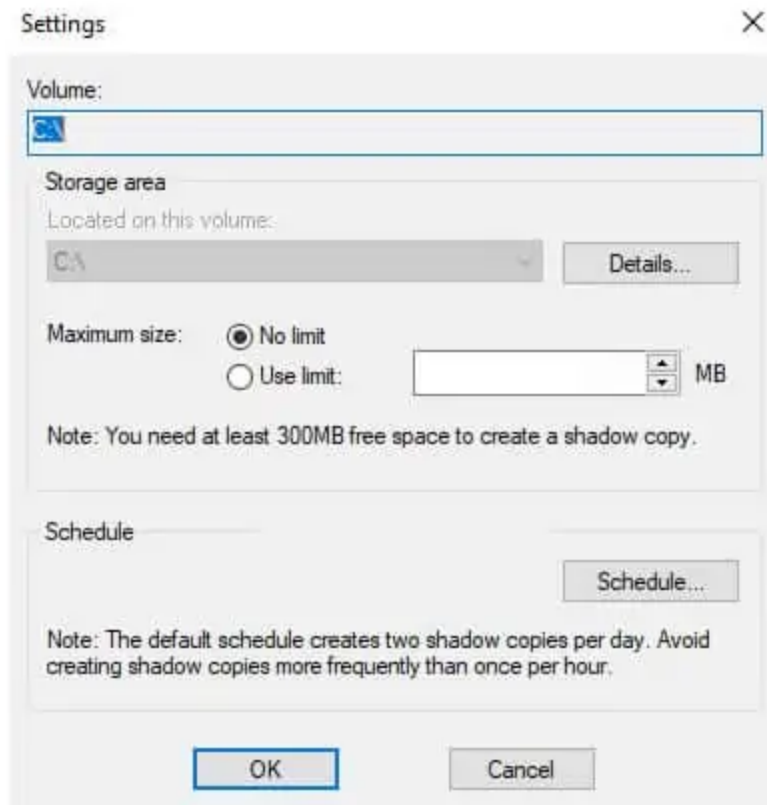 Settings
Volume:
C:\
Storage area
Located on this volume:
C:\
Details...
Maximum size:
No limit
Use limit:
MB
Note: You need at least 300MB free space to create a shadow copy.
Schedule
Schedule...
Note: The default schedule creates two shadow copies per day. Avoid
creating shadow copies more frequently than once per hour.
OK
Cancel